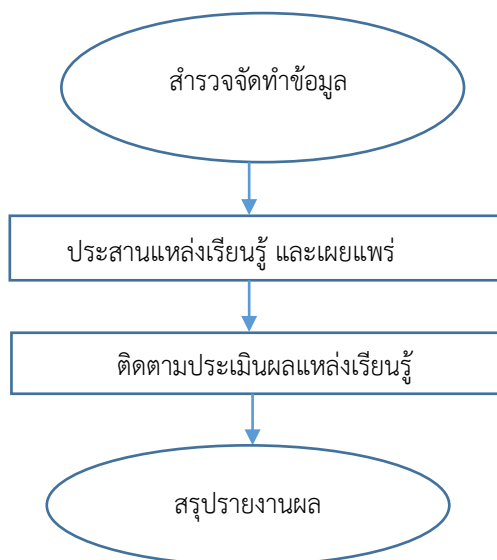 สำรวจจัดทำข้อมูล
ประสานแหล่งเรียนรู้ และเผยแพร่
ติดตามประเมินผลแหล่งเรียนรู้
สรุปรายงานผล